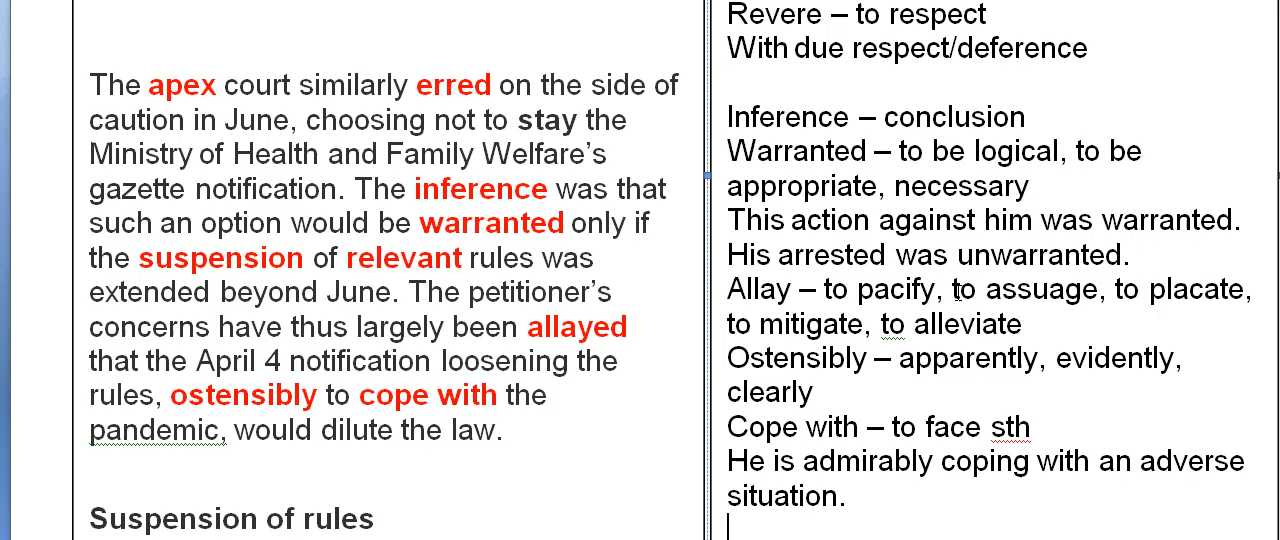 The apex court similarly erred on the side of
caution in June, choosing not to stay the
Ministry of Health and Family Welfare’s
gazette notification. The inference was that
such an option would be warranted only if
the suspension of relevant rules was
extended beyond June. The petitioner’s
concerns have thus largely been allayed
that the April 4 notification loosening the
rules, ostensibly to cope with the
pandemic, would dilute the law.
Suspension of rules
Revere – to respect
With due respect/deference
Inference – conclusion
Warranted – to be logical, to be
appropriate, necessary
This action against him was warranted.
His arrested was unwarranted.
Allay – to pacify, to assuage, to placate,
to mitigate, to alleviate
Ostensibly – apparently, evidently,
clearly
Cope with – to face sth
He is admirably coping with an adverse
situation.